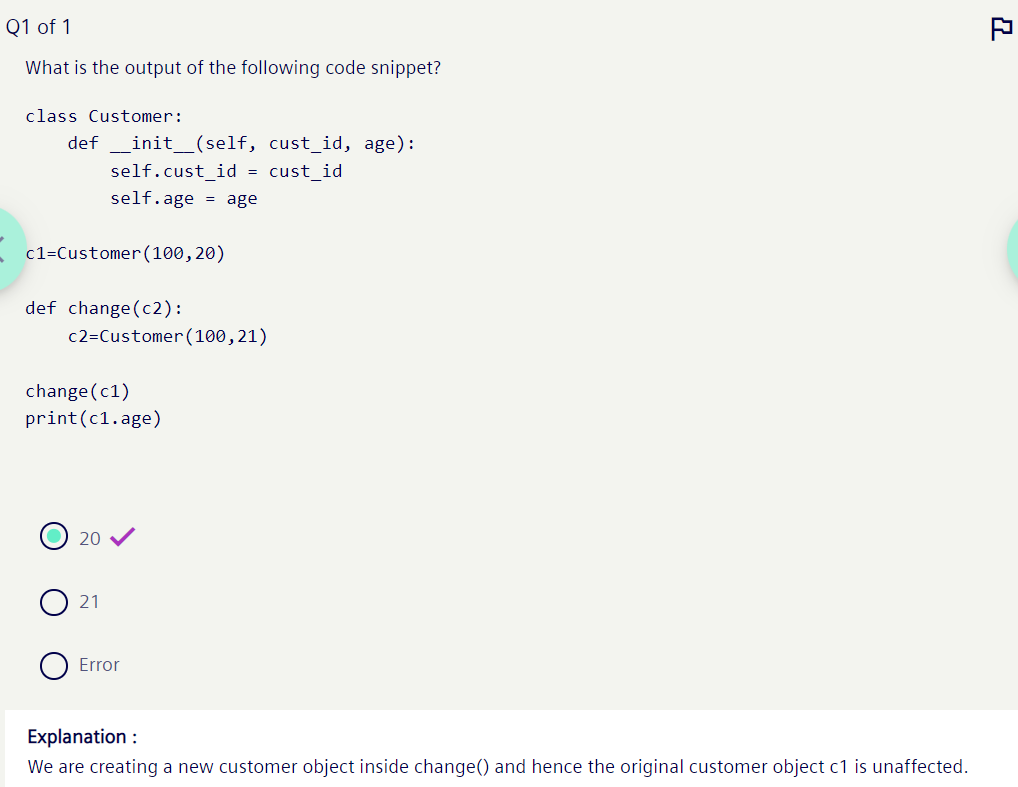 Q1 of 1
What is the output of the following code snippet?
class Customer:
    def __init__(self, cust_id, age):
        self.cust_id = cust_id
        self.age = age
c1=Customer(100,20)
def change(c2):
    c2=Customer(100,21)
change(c1)
print(c1.age)
20
21
Error
Explanation :
We are creating a new customer object inside change() and hence the original customer object c1 is unaffected.